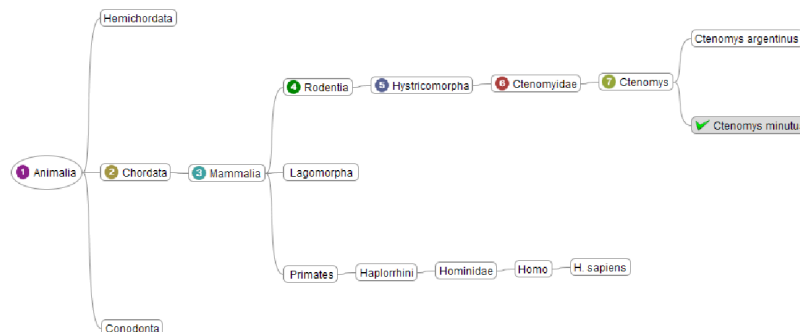 Hemichordata
Ctenomys argentinus
4 Rodentia
5 Hystricomorpha
6 Ctenomyidae
7 Ctenomys
Ctenomys minutu
1 Animalia
2 Chordata
3 Mammalia
Lagomorpha
Primates
Haplorrhini
Hominidae
Homo
H. sapiens
Conodonta